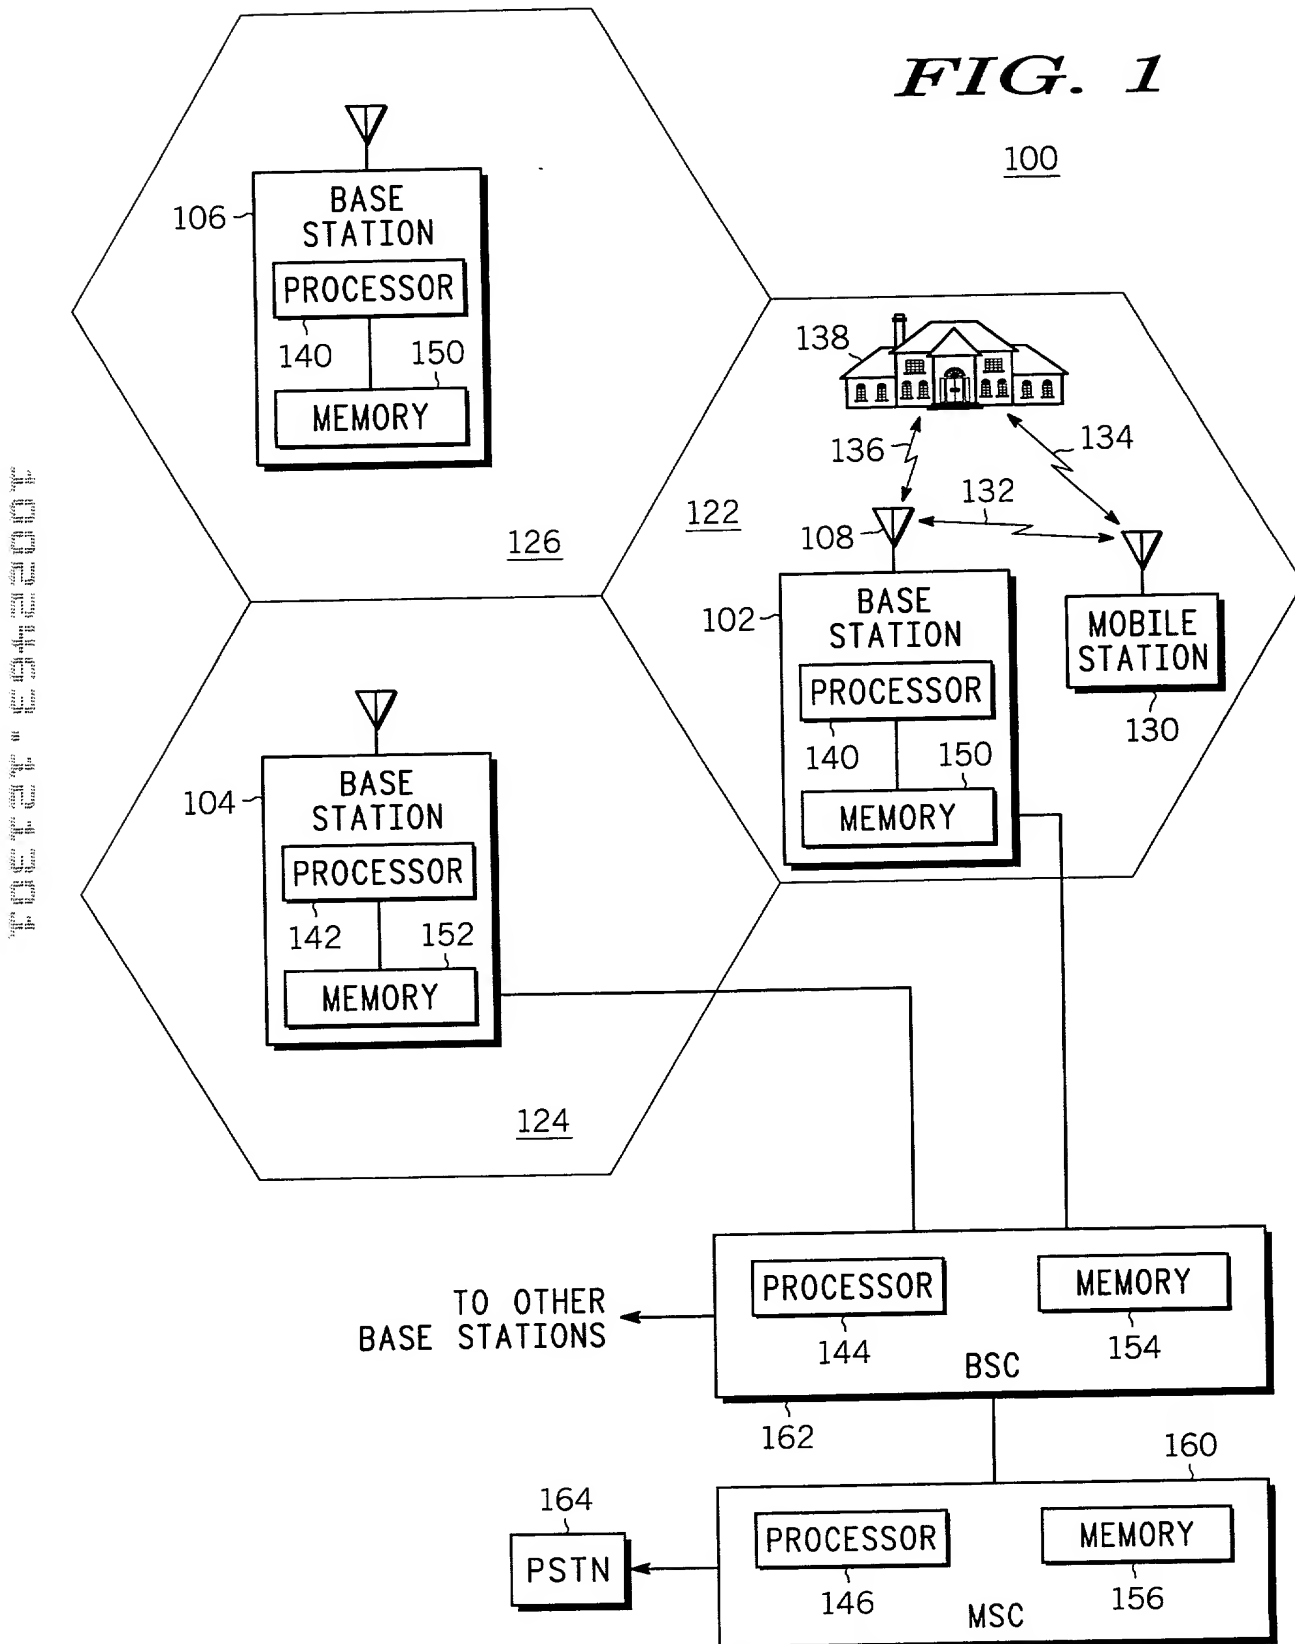 FIG. 1
100
BASE
STATION
106
PROCESSOR
140
150
MEMORY
126
138
136
134
132
122
108
BASE
STATION
102
PROCESSOR
140
150
MEMORY
MOBILE
STATION
130
BASE
STATION
104
PROCESSOR
142
152
MEMORY
124
TO OTHER
BASE STATIONS
PROCESSOR
144
MEMORY
154
BSC
162
160
164
PSTN
PROCESSOR
146
MEMORY
156
MSC